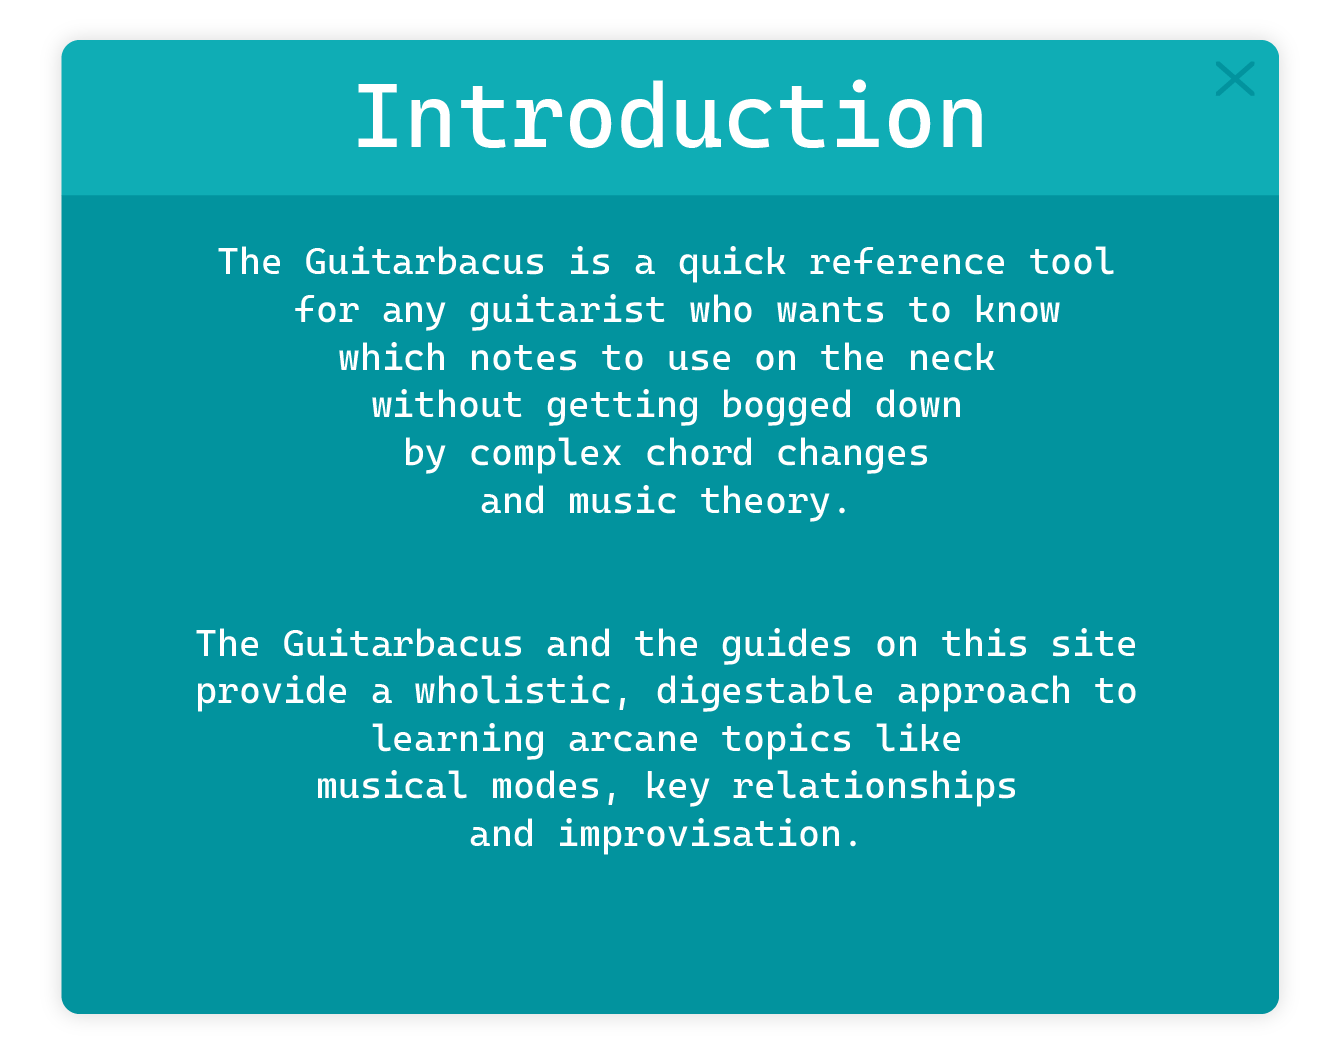 Introduction
The Guitarbacus is a quick reference tool
for any guitarist who wants to know
which notes to use on the neck
without getting bogged down
by complex chord changes
and music theory.
The Guitarbacus and the guides on this site
provide a wholistic, digestable approach to
learning arcane topics like
musical modes, key relationships
and improvisation.